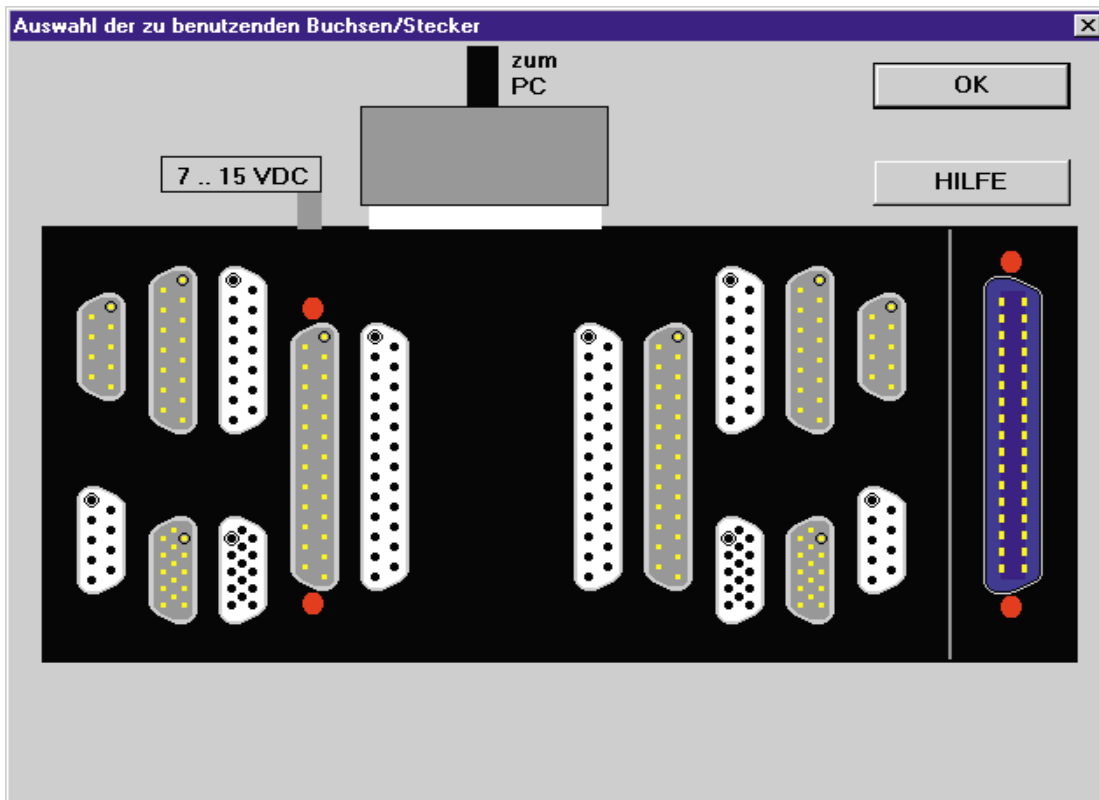 Auswahl der zu benutzenden Buchsen/Stecker
zum
PC
OK
7 .. 15 VDC
HILFE